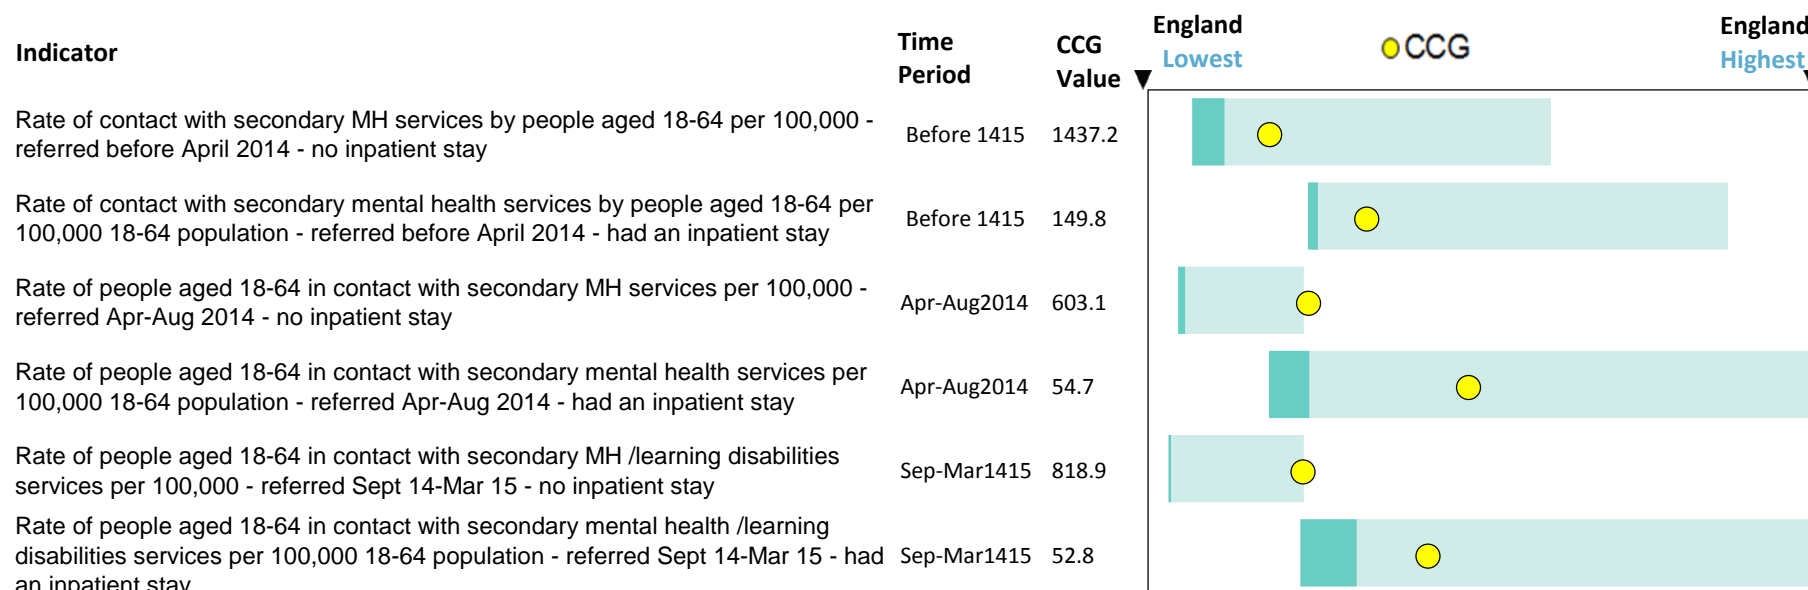 Indicator
Time
Period
CCG
Value
England
Lowest
CCG
England
Highest
Rate of contact with secondary MH services by people aged 18-64 per 100,000 -
referred before April 2014 - no inpatient stay
Before 1415
1437.2
Rate of contact with secondary mental health services by people aged 18-64 per
100,000 18-64 population - referred before April 2014 - had an inpatient stay
Before 1415
149.8
Rate of people aged 18-64 in contact with secondary MH services per 100,000 -
referred Apr-Aug 2014 - no inpatient stay
Apr-Aug2014
603.1
Rate of people aged 18-64 in contact with secondary mental health services per
100,000 18-64 population - referred Apr-Aug 2014 - had an inpatient stay
Apr-Aug2014
54.7
Rate of people aged 18-64 in contact with secondary MH /learning disabilities
services per 100,000 - referred Sept 14-Mar 15 - no inpatient stay
Sep-Mar1415
818.9
Rate of people aged 18-64 in contact with secondary mental health /learning
disabilities services per 100,000 18-64 population - referred Sept 14-Mar 15 - had
an inpatient stay
Sep-Mar1415
52.8